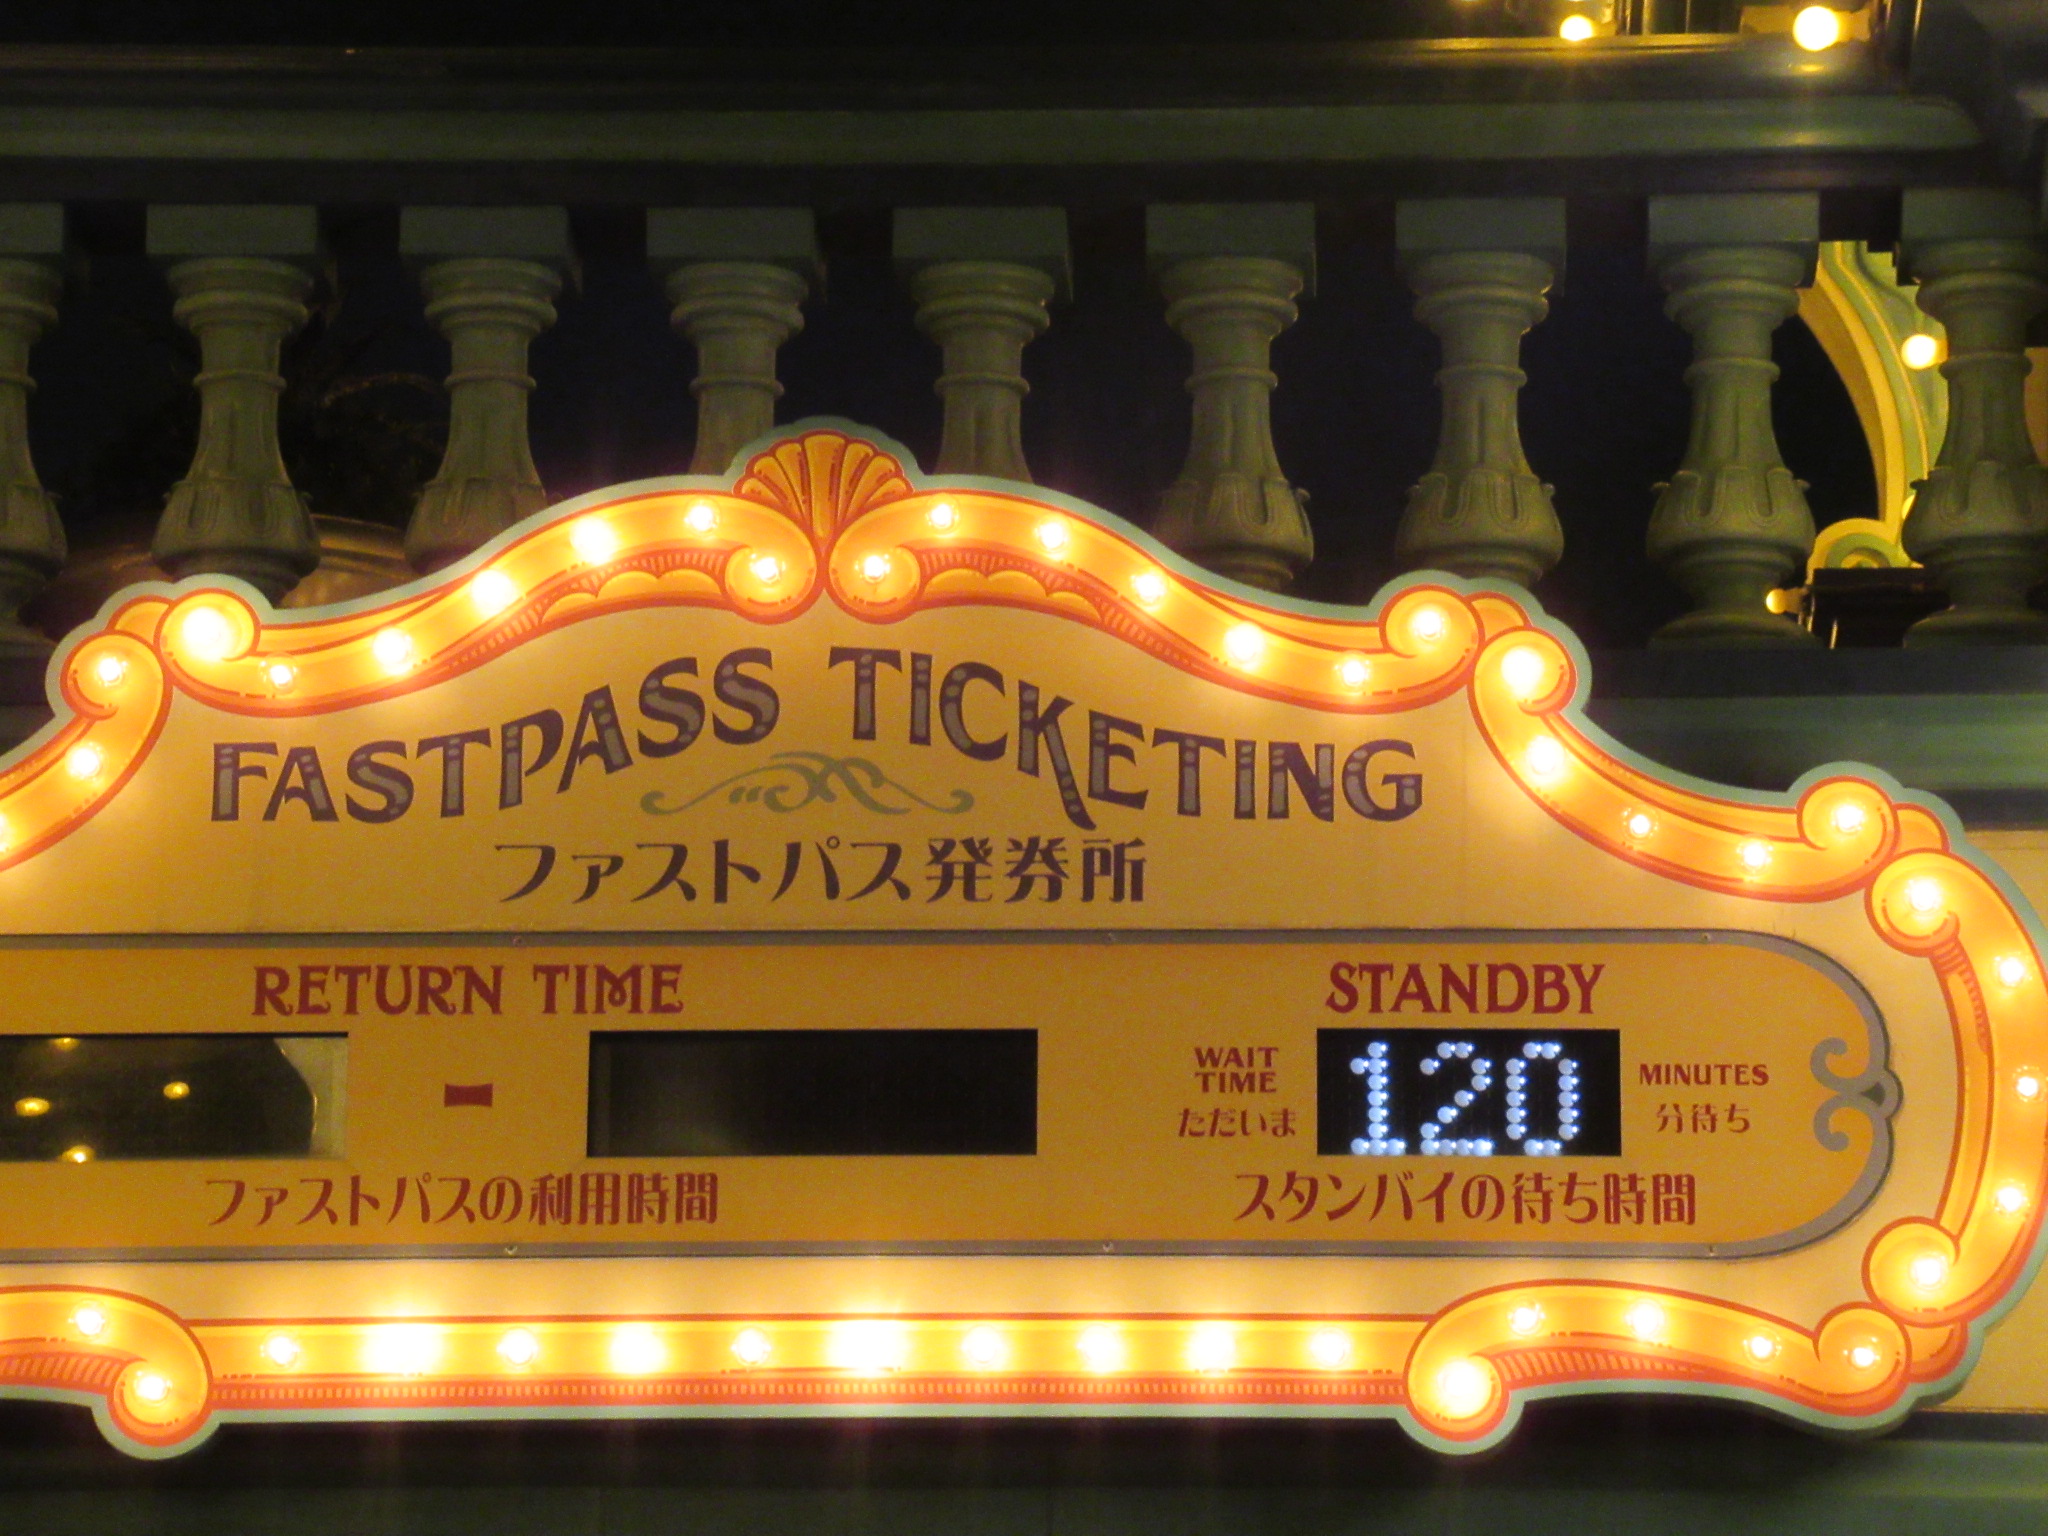 FASTPASS TICKETING
ファストパス発券所
RETURN TIME
-
ファストパスの利用時間
STANDBY
WAIT
TIME
ただいま
120
MINUTES
分待ち
スタンバイの待ち時間